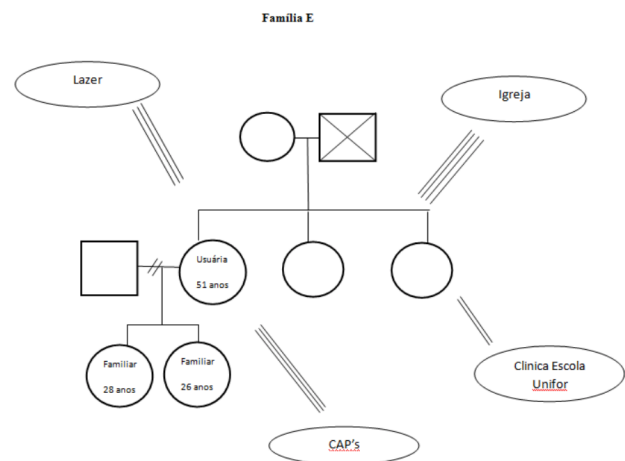 Família E
Lazer
Igreja
Usuária
51 anos
Familiar
28 anos
Familiar
26 anos
Clinica Escola
Unifor
CAP's